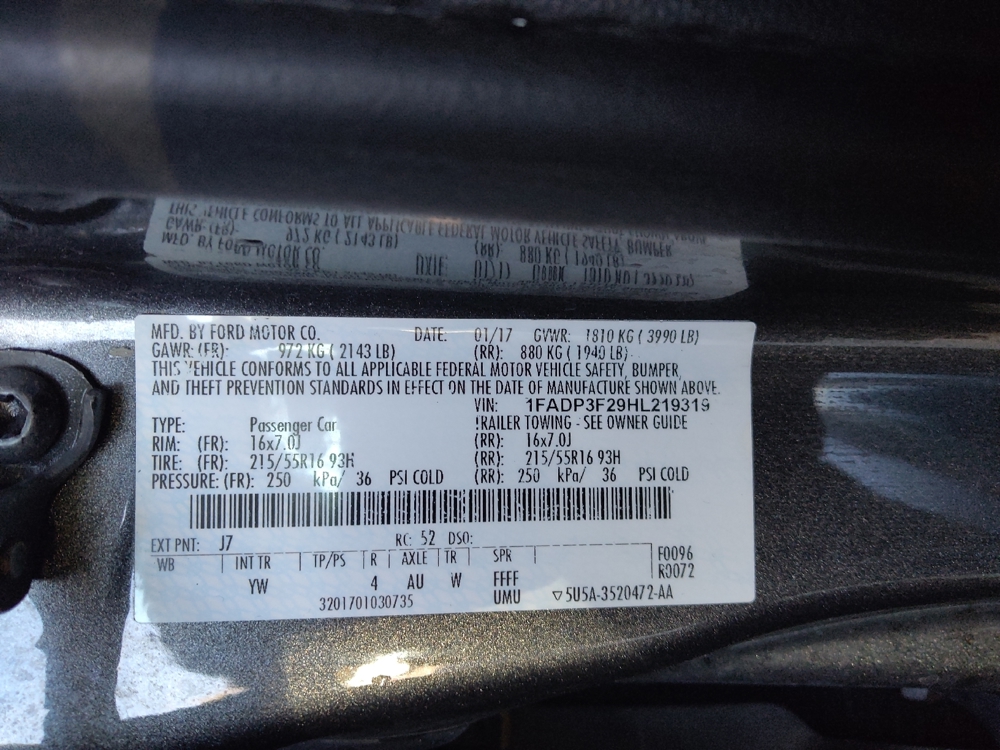 MFD. BY FORD MOTOR CO. DATE: 01/17 GVWR: 1810 KG ( 3990 LB)
GAWR: (FR): 972 KG ( 2143 LB) (RR): 880 KG ( 1940 LB)
THIS VEHICLE CONFORMS TO ALL APPLICABLE FEDERAL MOTOR VEHICLE SAFETY, BUMPER,
AND THEFT PREVENTION STANDARDS IN EFFECT ON THE DATE OF MANUFACTURE SHOWN ABOVE.
VIN: 1FADP3F29HL219319
TYPE: Passenger Car TRAILER TOWING - SEE OWNER GUIDE
RIM: (FR): 16x7.0J (RR): 16x7.0J
TIRE: (FR): 215/55R16 93H (RR): 215/55R16 93H
PRESSURE: (FR): 250 kPa/ 36 PSI COLD (RR): 250 kPa/ 36 PSI COLD
EXT PNT: J7 RC: 52 DSO:
WB INT TR TP/PS R AXLE TR SPR F0096
R0072
YW 4 AU W FFFF
UMU
3201701030735 ▽5U5A-3520472-AA